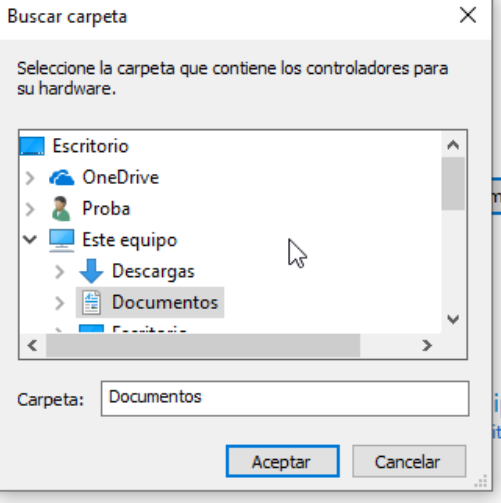 Buscar carpeta
Seleccione la carpeta que contiene los controladores para
su hardware.
Escritorio
OneDrive
Proba
Este equipo
Descargas
Documentos
Carpeta: Documentos
Aceptar Cancelar